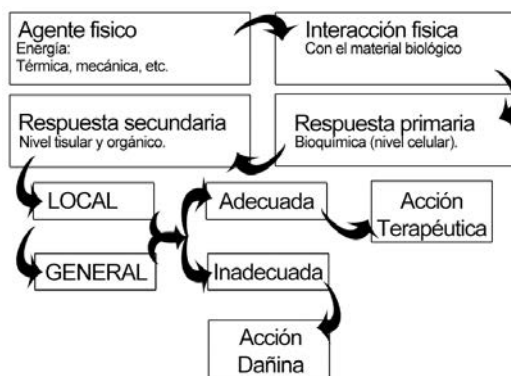 Agente fisico
Energía:
Térmica, mecánica, etc.
Interacción fisica
Con el material biológico
Respuesta secundaria
Nivel tisular y orgánico.
Respuesta primaria
Bioquímica (nivel celular).
LOCAL
GENERAL
Adecuada
Inadecuada
Acción
Terapéutica
Acción
Dañina